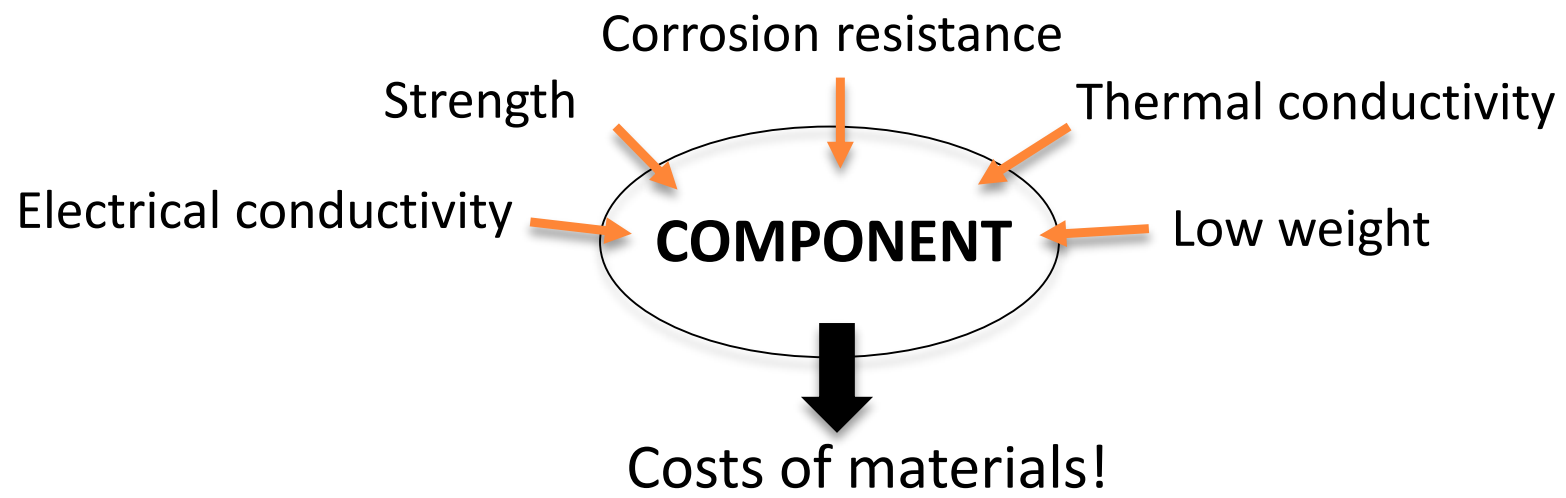 Corrosion resistance
Strength
Thermal conductivity
Electrical conductivity
COMPONENT
Low weight
Costs of materials!